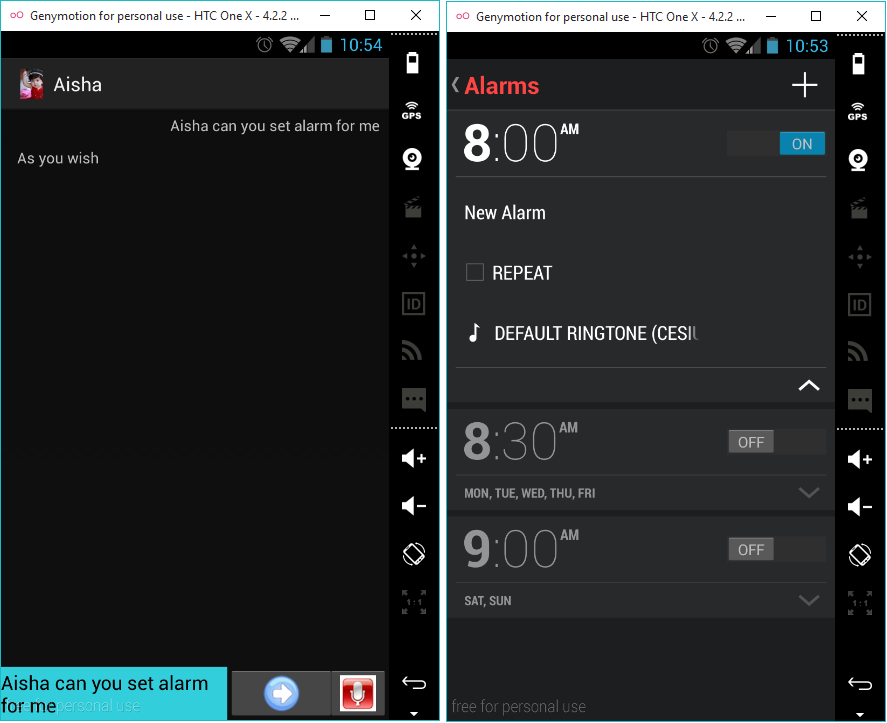 Genymotion for personal use - HTC One X - 4.2.2 ...
10:54
Aisha
GPS
Aisha can you set alarm for me
As you wish
ID
1:1
Aisha can you set alarm
for me
free for personal use
Genymotion for personal use - HTC One X - 4.2.2 ...
10:53
Alarms
GPS
8:00 AM
ON
New Alarm
REPEAT
ID
DEFAULT RINGTONE (CESIU
8:30 AM
OFF
MON, TUE, WED, THU, FRI
9:00 AM
OFF
SAT, SUN
1:1
free for personal use